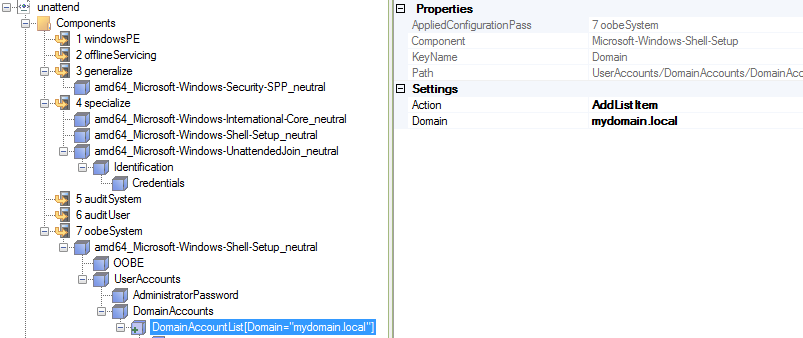 unattend
Components
1 windowsPE
2 offlineServicing
3 generalize
amd64_Microsoft-Windows-Security-SPP_neutral
4 specialize
amd64_Microsoft-Windows-International-Core_neutral
amd64_Microsoft-Windows-Shell-Setup_neutral
amd64_Microsoft-Windows-UnattendedJoin_neutral
Identification
Credentials
5 auditSystem
6 auditUser
7 oobeSystem
amd64_Microsoft-Windows-Shell-Setup_neutral
OOBE
UserAccounts
AdministratorPassword
DomainAccounts
DomainAccountList[Domain="mydomain.local"]
Properties
AppliedConfigurationPass 7 oobeSystem
Component Microsoft-Windows-Shell-Setup
KeyName Domain
Path UserAccounts/DomainAccounts/DomainAcc
Settings
Action AddListItem
Domain mydomain.local